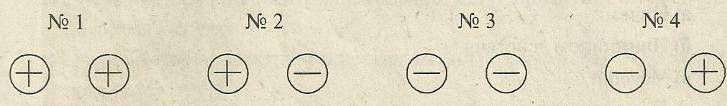 № 1 № 2 № 3 № 4
+ + + − − − − +